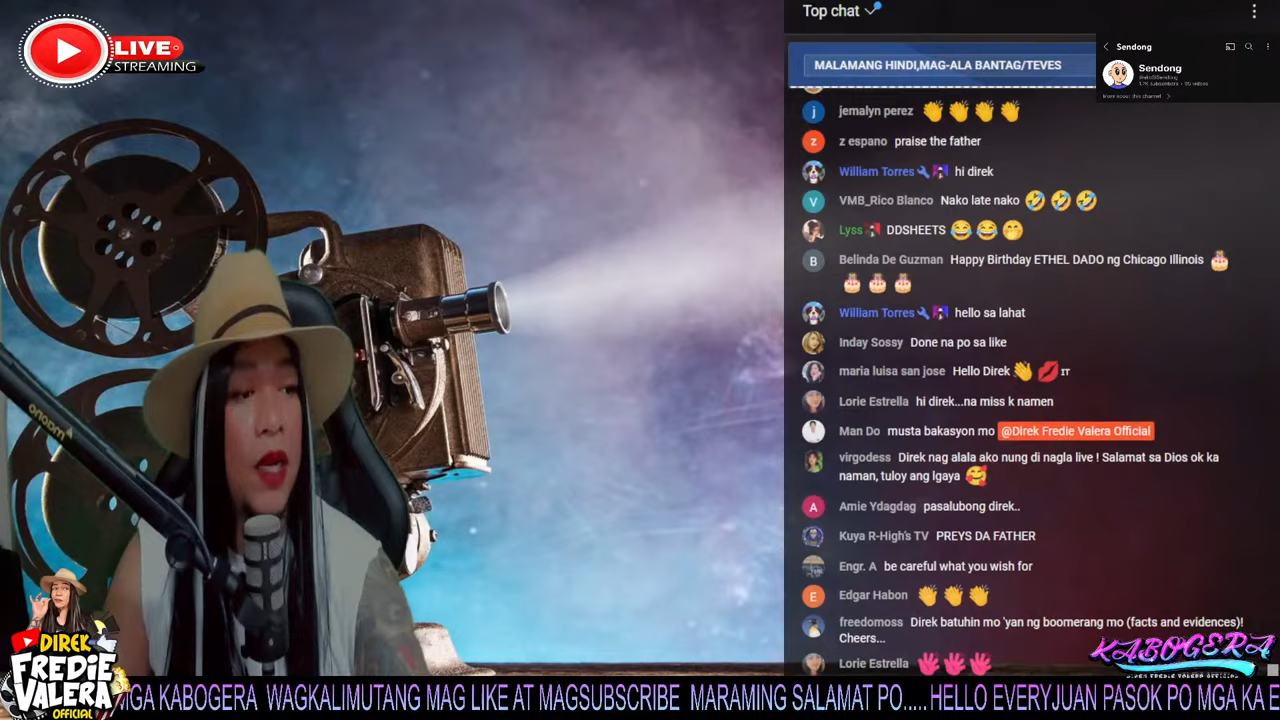 LIVE
STREAMING
Top chat
MALAMANG HINDI,MAG-ALA BANTAG/TEVES
Sendong
Sendong
jemalyn perez 👏👏👏👏
z espano praise the father
William Torres hi direk
VMB_Rico Blanco Nako late nako 🤣🤣🤣
Lyss DDSHEETS 😂😂🤭
Belinda De Guzman Happy Birthday ETHEL DADO ng Chicago Illinois 🎂
🎂🎂🎂
William Torres hello sa lahat
Inday Sossy Done na po sa like
maria luisa san jose Hello Direk 👋💋
Lorie Estrella hi direk...na miss k namen
Man Do musta bakasyon mo @Direk Fredie Valera Official
virgodess Direk nag alala ako nung di nagla live ! Salamat sa Dios ok ka
naman, tuloy ang lgaya 🥰
Amie Ydagdag pasalubong direk..
Kuya R-High's TV PREYS DA FATHER
Engr. A be careful what you wish for
Edgar Habon 👏👏👏
freedomoss Direk batuhin mo 'yan ng boomerang mo (facts and evidences)!
Cheers...
Lorie Estrella
KABOGERA
maono
DIREK
FREDIE
VALERA
OFFICIAL
MGA KABOGERA WAGKALIMUTANG MAG LIKE AT MAGSUBSCRIBE MARAMING SALAMAT PO..... HELLO EVERYJUAN PASOK PO MGA KA